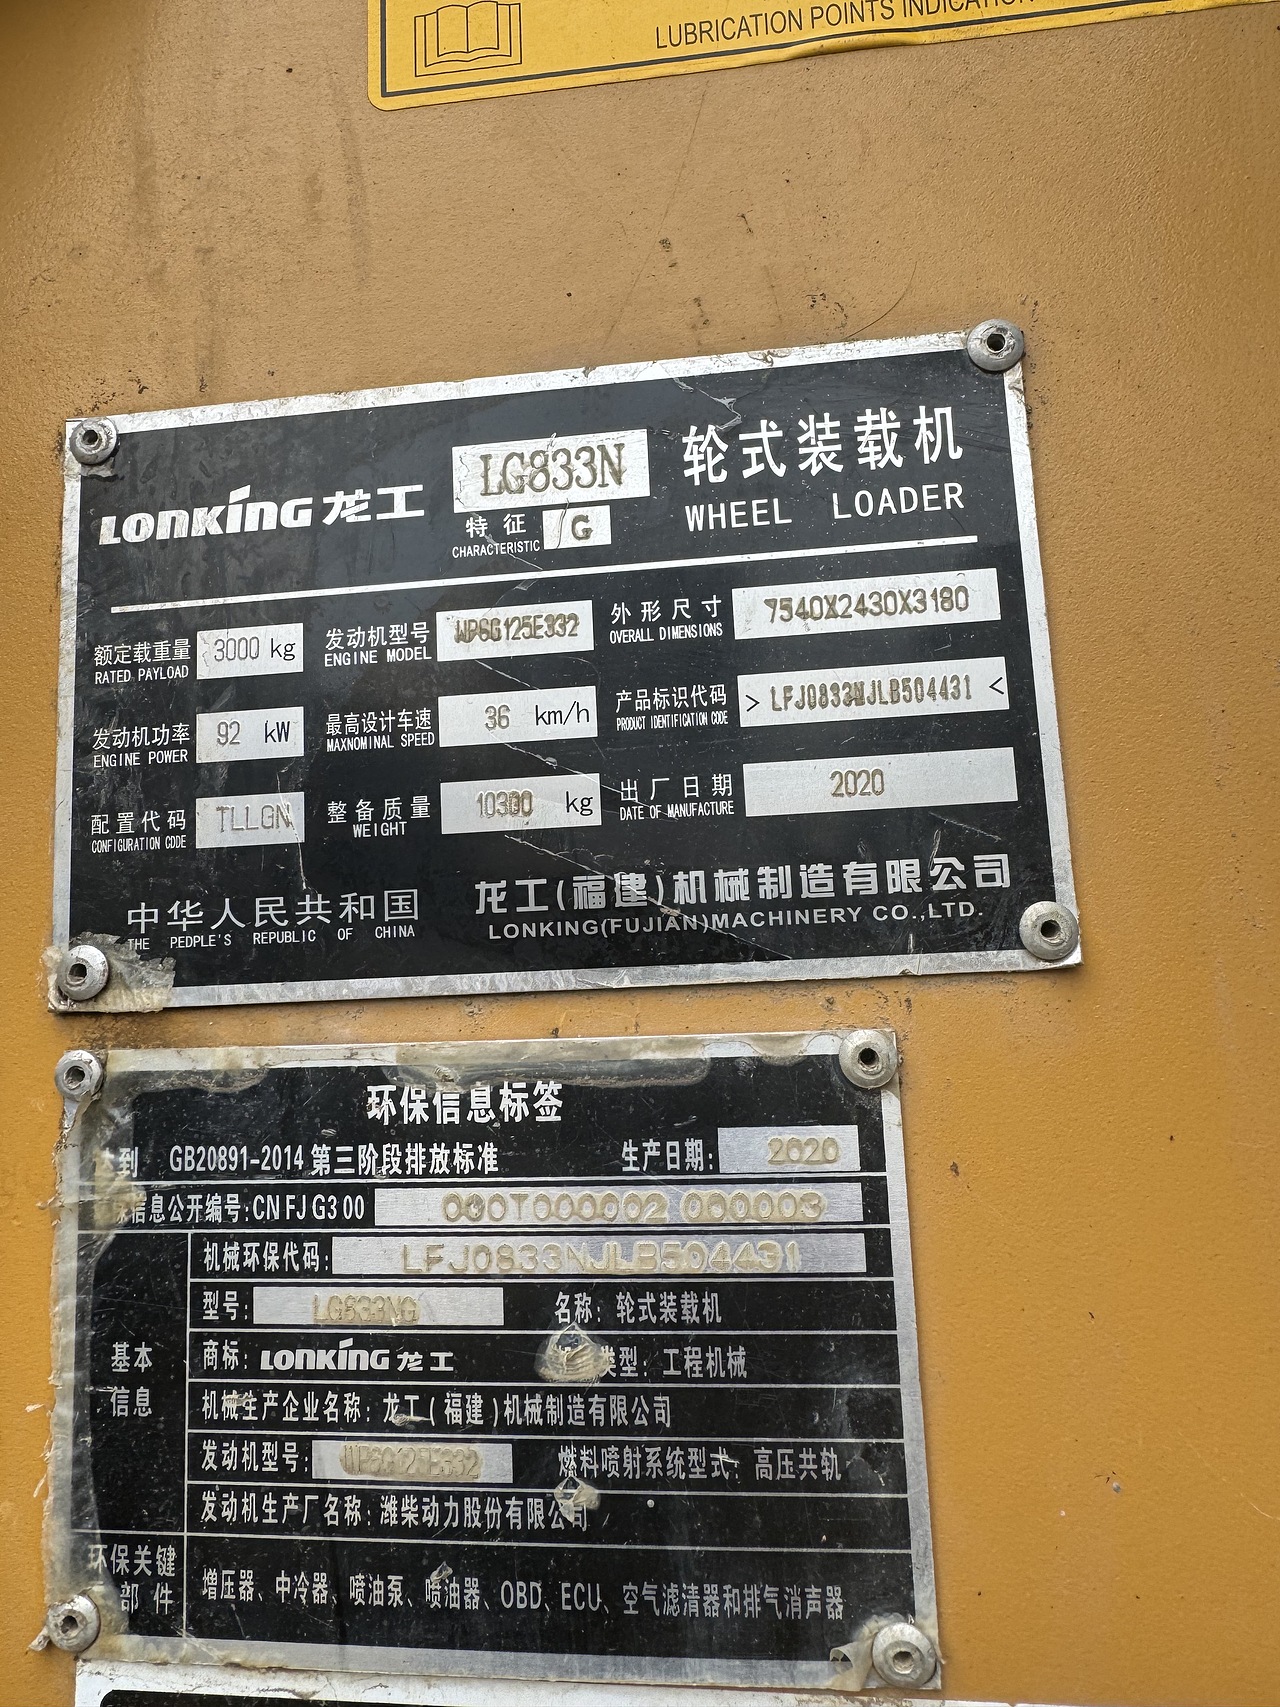 LUBRICATION POINTS INDICATION
LONKING 龙工 LG833N 轮式装载机
特征 G WHEEL LOADER
CHARACTERISTIC
额定载重量 3000 kg 发动机型号 WP6G125E332 外形尺寸 7540X2430X3180
RATED PAYLOAD ENGINE MODEL OVERALL DIMENSIONS
发动机功率 92 kW 最高设计车速 36 km/h 产品标识代码 > LFJ0833NJLB504431 <
ENGINE POWER MAXNOMINAL SPEED PRODUCT IDENTIFICATION CODE
配置代码 TLLGN 整备质量 10300 kg 出厂日期 2020
CONFIGURATION CODE WEIGHT DATE OF MANUFACTURE
中华人民共和国 龙工(福建)机械制造有限公司
THE PEOPLE'S REPUBLIC OF CHINA LONKING(FUJIAN)MACHINERY CO.,LTD.
环保信息标签
达到 GB20891-2014 第三阶段排放标准 生产日期: 2020
环保信息公开编号:CN FJ G3 00 000T000002 000003
机械环保代码: LFJ0833NJLB504431
型号: LG833NG 名称: 轮式装载机
基本信息
商标: LONKING 龙工 类型: 工程机械
机械生产企业名称: 龙工(福建)机械制造有限公司
发动机型号: WP6G125E332 燃料喷射系统型式: 高压共轨
发动机生产厂名称: 潍柴动力股份有限公司
环保关键部件
增压器、中冷器、喷油泵、喷油器、OBD、ECU、空气滤清器和排气消声器